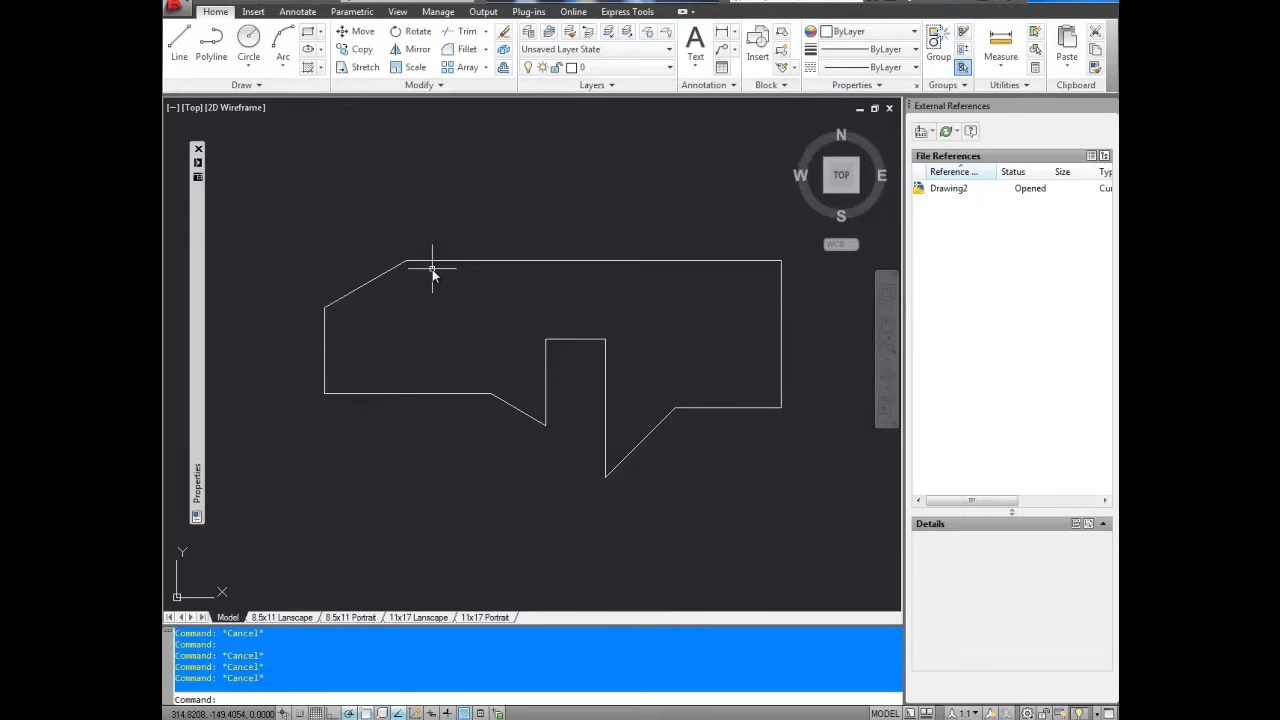 Home Insert Annotate Parametric View Manage Output Plug-ins Online Express Tools
Line Polyline Circle Arc
Move Rotate Trim
Copy Mirror Fillet
Stretch Scale Array
Unsaved Layer State
0
Text
Insert
ByLayer
ByLayer
ByLayer
Group
Measure
Paste
Draw Modify Layers Annotation Block Properties Groups Utilities Clipboard
[−] [Top] [2D Wireframe]
N
W TOP E
S
WCS
Properties
Y
X
External References
File References
Reference ... Status Size Typ
Drawing2 Opened Cur
Details
Model 8.5x11 Lanscape 8.5x11 Portrait 11x17 Lanscape 11x17 Portrait
Command: *Cancel*
Command:
Command: *Cancel*
Command: *Cancel*
Command: *Cancel*
Command:
314.9208, -149.4054, 0.0000
MODEL
1:1